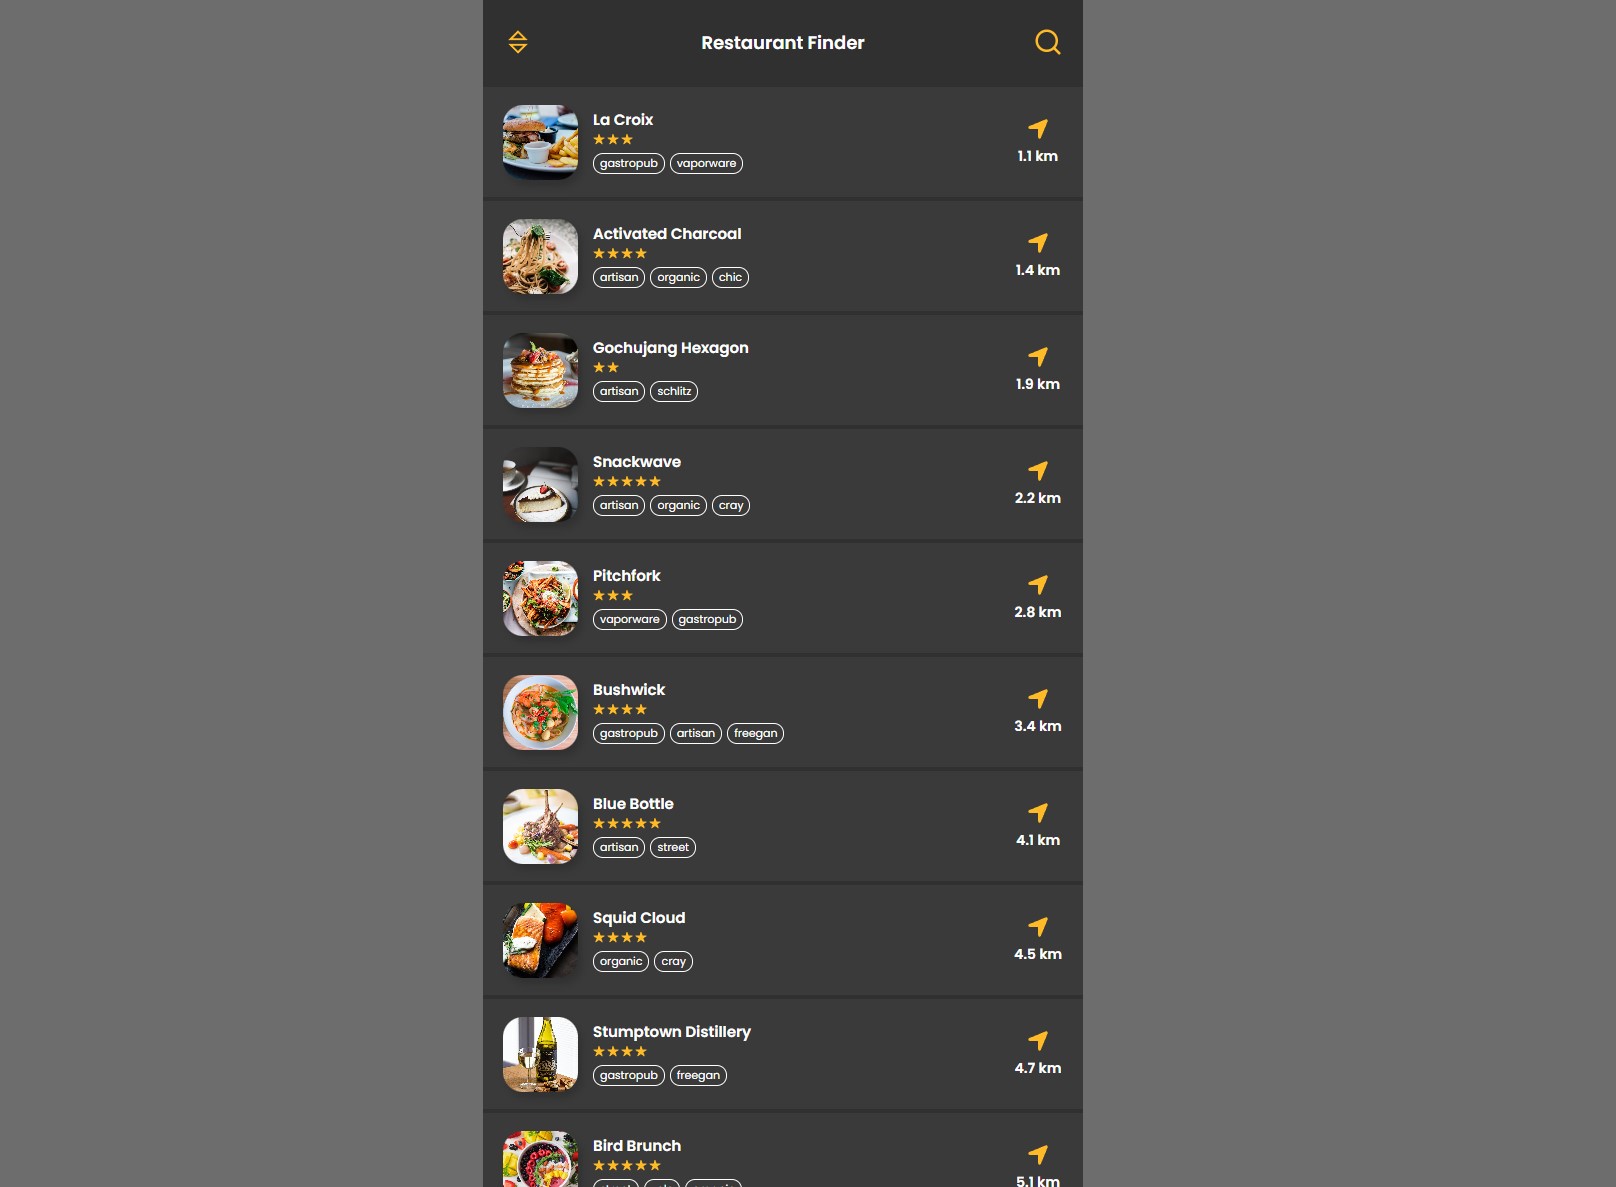 Restaurant Finder
La Croix
gastropub vaporware
1.1 km
Activated Charcoal
artisan organic chic
1.4 km
Gochujang Hexagon
artisan schlitz
1.9 km
Snackwave
artisan organic cray
2.2 km
Pitchfork
vaporware gastropub
2.8 km
Bushwick
gastropub artisan freegan
3.4 km
Blue Bottle
artisan street
4.1 km
Squid Cloud
organic cray
4.5 km
Stumptown Distillery
gastropub freegan
4.7 km
Bird Brunch
5.1 km